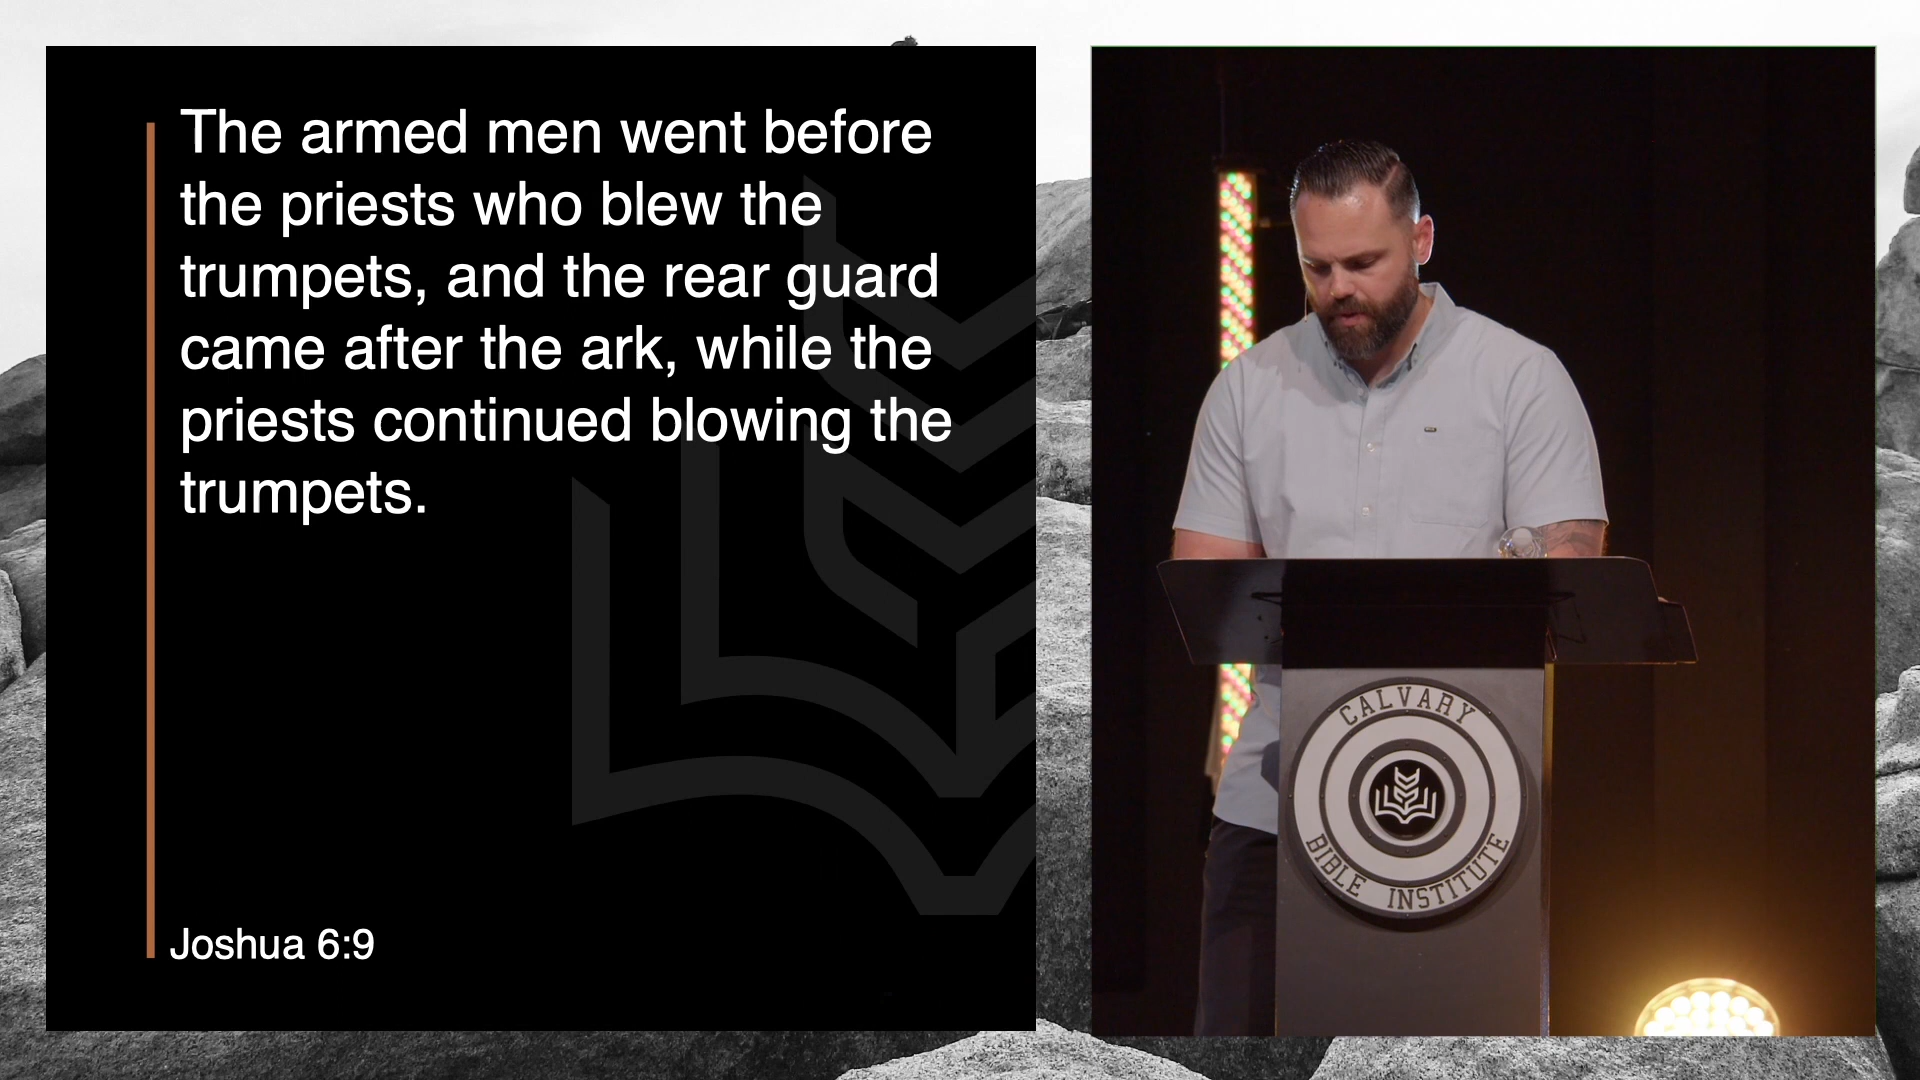 The armed men went before
the priests who blew the
trumpets, and the rear guard
came after the ark, while the
priests continued blowing the
trumpets.
Joshua 6:9
CALVARY
BIBLE INSTITUTE